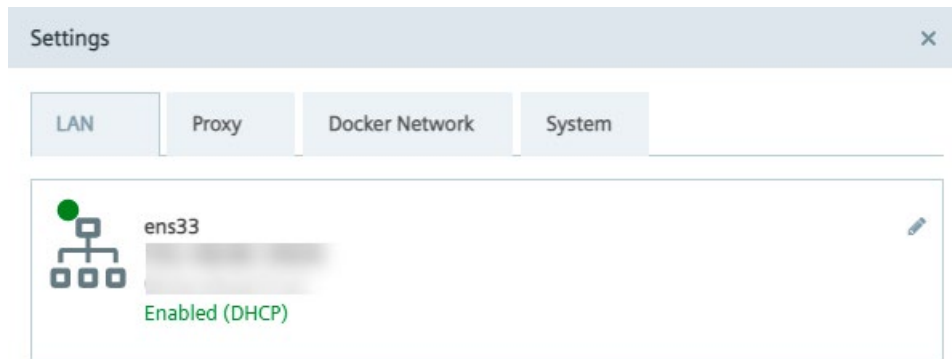 Settings
LAN
Proxy
Docker Network
System
ens33
Enabled (DHCP)